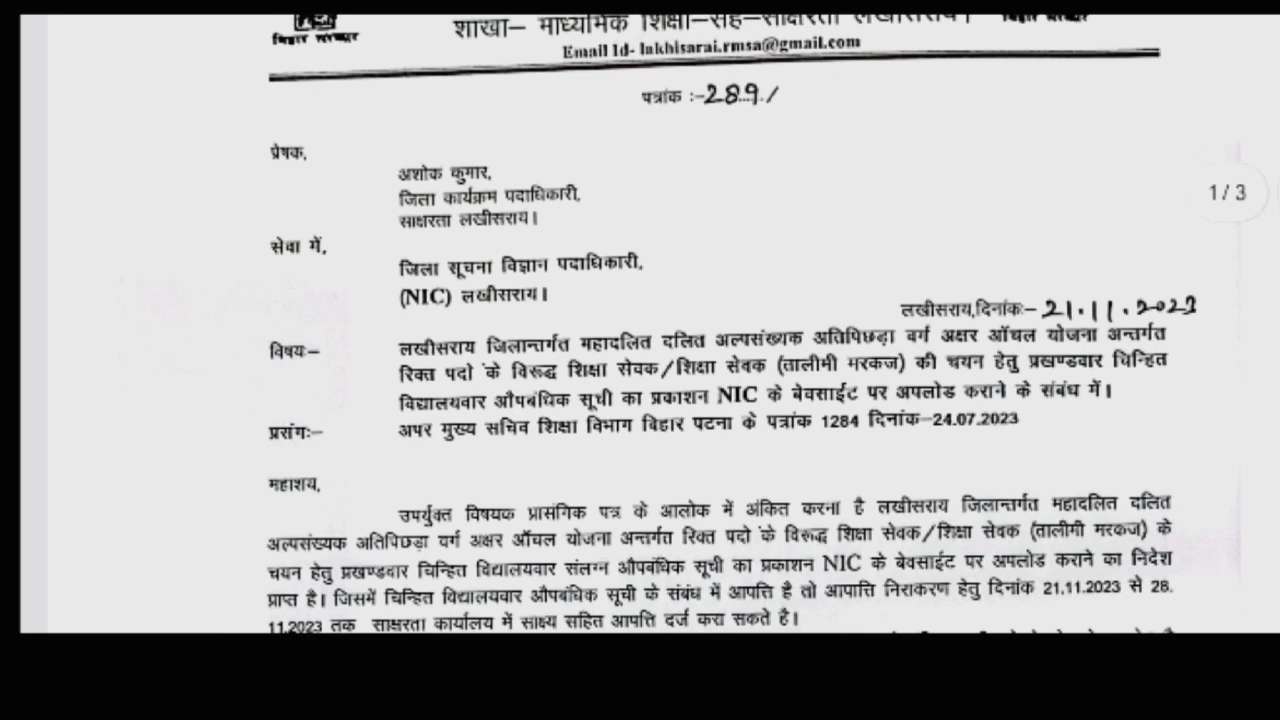 बिहार सरकार
शाखा– माध्यमिक शिक्षा–सह–साक्षरता लखीसराय।
बिहार सरकार
Email Id- lakhisarai.rmsa@gmail.com
पत्रांक :-289/
प्रेषक,
अशोक कुमार,
जिला कार्यक्रम पदाधिकारी,
साक्षरता लखीसराय।
1 / 3
सेवा में,
जिला सूचना विज्ञान पदाधिकारी,
(NIC) लखीसराय।
लखीसराय,दिनांकः– 21.11.2023
विषयः– लखीसराय जिलान्तर्गत महादलित दलित अल्पसंख्यक अतिपिछड़ा वर्ग अक्षर ऑचल योजना अन्तर्गत
रिक्त पदो के विरूद्ध शिक्षा सेवक/शिक्षा सेवक (तालीमी मरकज) की चयन हेतु प्रखण्डवार चिन्हित
विद्यालयवार औपबंधिक सूची का प्रकाशन NIC के बेवसाईट पर अपलोड कराने के संबंध में।
प्रसंगः– अपर मुख्य सचिव शिक्षा विभाग बिहार पटना के पत्रांक 1284 दिनांक–24.07.2023
महाशय,
उपर्युक्त विषयक प्रासंगिक पत्र के आलोक में अंकित करना है लखीसराय जिलान्तर्गत महादलित दलित
अल्पसंख्यक अतिपिछड़ा वर्ग अक्षर ऑचल योजना अन्तर्गत रिक्त पदो के विरूद्ध शिक्षा सेवक/शिक्षा सेवक (तालीमी मरकज) के
चयन हेतु प्रखण्डवार चिन्हित विद्यालयवार संलग्न औपबंधिक सूची का प्रकाशन NIC के बेवसाईट पर अपलोड कराने का निदेश
प्राप्त है। जिसमें चिन्हित विद्यालयवार औपबंधिक सूची के संबंध में आपत्ति है तो आपात्ति निराकरण हेतु दिनांक 21.11.2023 से 28.
11.2023 तक साक्षरता कार्यालय में साक्ष्य सहित आपत्ति दर्ज करा सकते है।